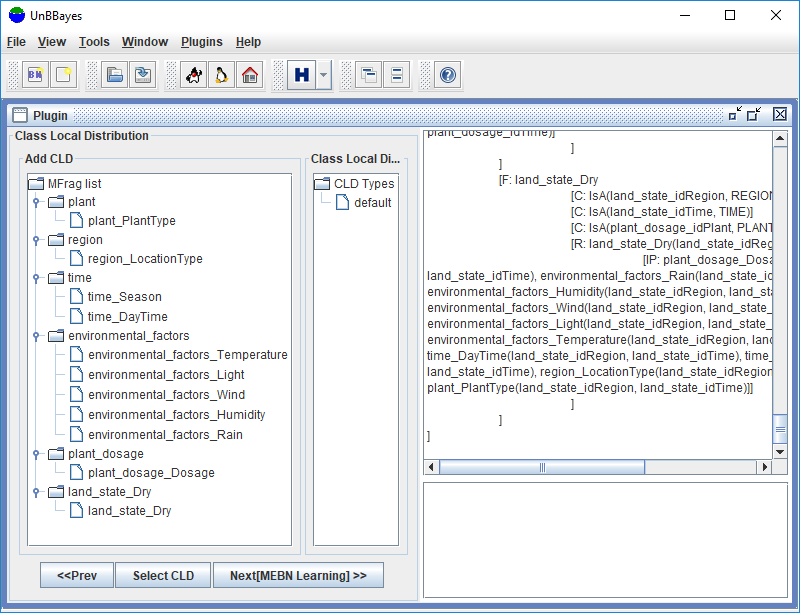 UnBBayes
File View Tools Window Plugins Help
BN
H
?
Plugin
Class Local Distribution
Add CLD
MFrag list
plant
plant_PlantType
region
region_LocationType
time
time_Season
time_DayTime
environmental_factors
environmental_factors_Temperature
environmental_factors_Light
environmental_factors_Wind
environmental_factors_Humidity
environmental_factors_Rain
plant_dosage
plant_dosage_Dosage
land_state_Dry
land_state_Dry
Class Local Di...
CLD Types
default
plant_dosage_idTime)]
]
]
[F: land_state_Dry
[C: IsA(land_state_idRegion, REGION
[C: IsA(land_state_idTime, TIME)]
[C: IsA(plant_dosage_idPlant, PLANT
[R: land_state_Dry(land_state_idReg
[IP: plant_dosage_Dosa
land_state_idTime), environmental_factors_Rain(land_state_id
environmental_factors_Humidity(land_state_idRegion, land_sta
environmental_factors_Wind(land_state_idRegion, land_state_
environmental_factors_Light(land_state_idRegion, land_state_
environmental_factors_Temperature(land_state_idRegion, land
time_DayTime(land_state_idRegion, land_state_idTime), time_
land_state_idTime), region_LocationType(land_state_idRegion
plant_PlantType(land_state_idRegion, land_state_idTime)]]
]
]
]
<<Prev
Select CLD
Next[MEBN Learning] >>